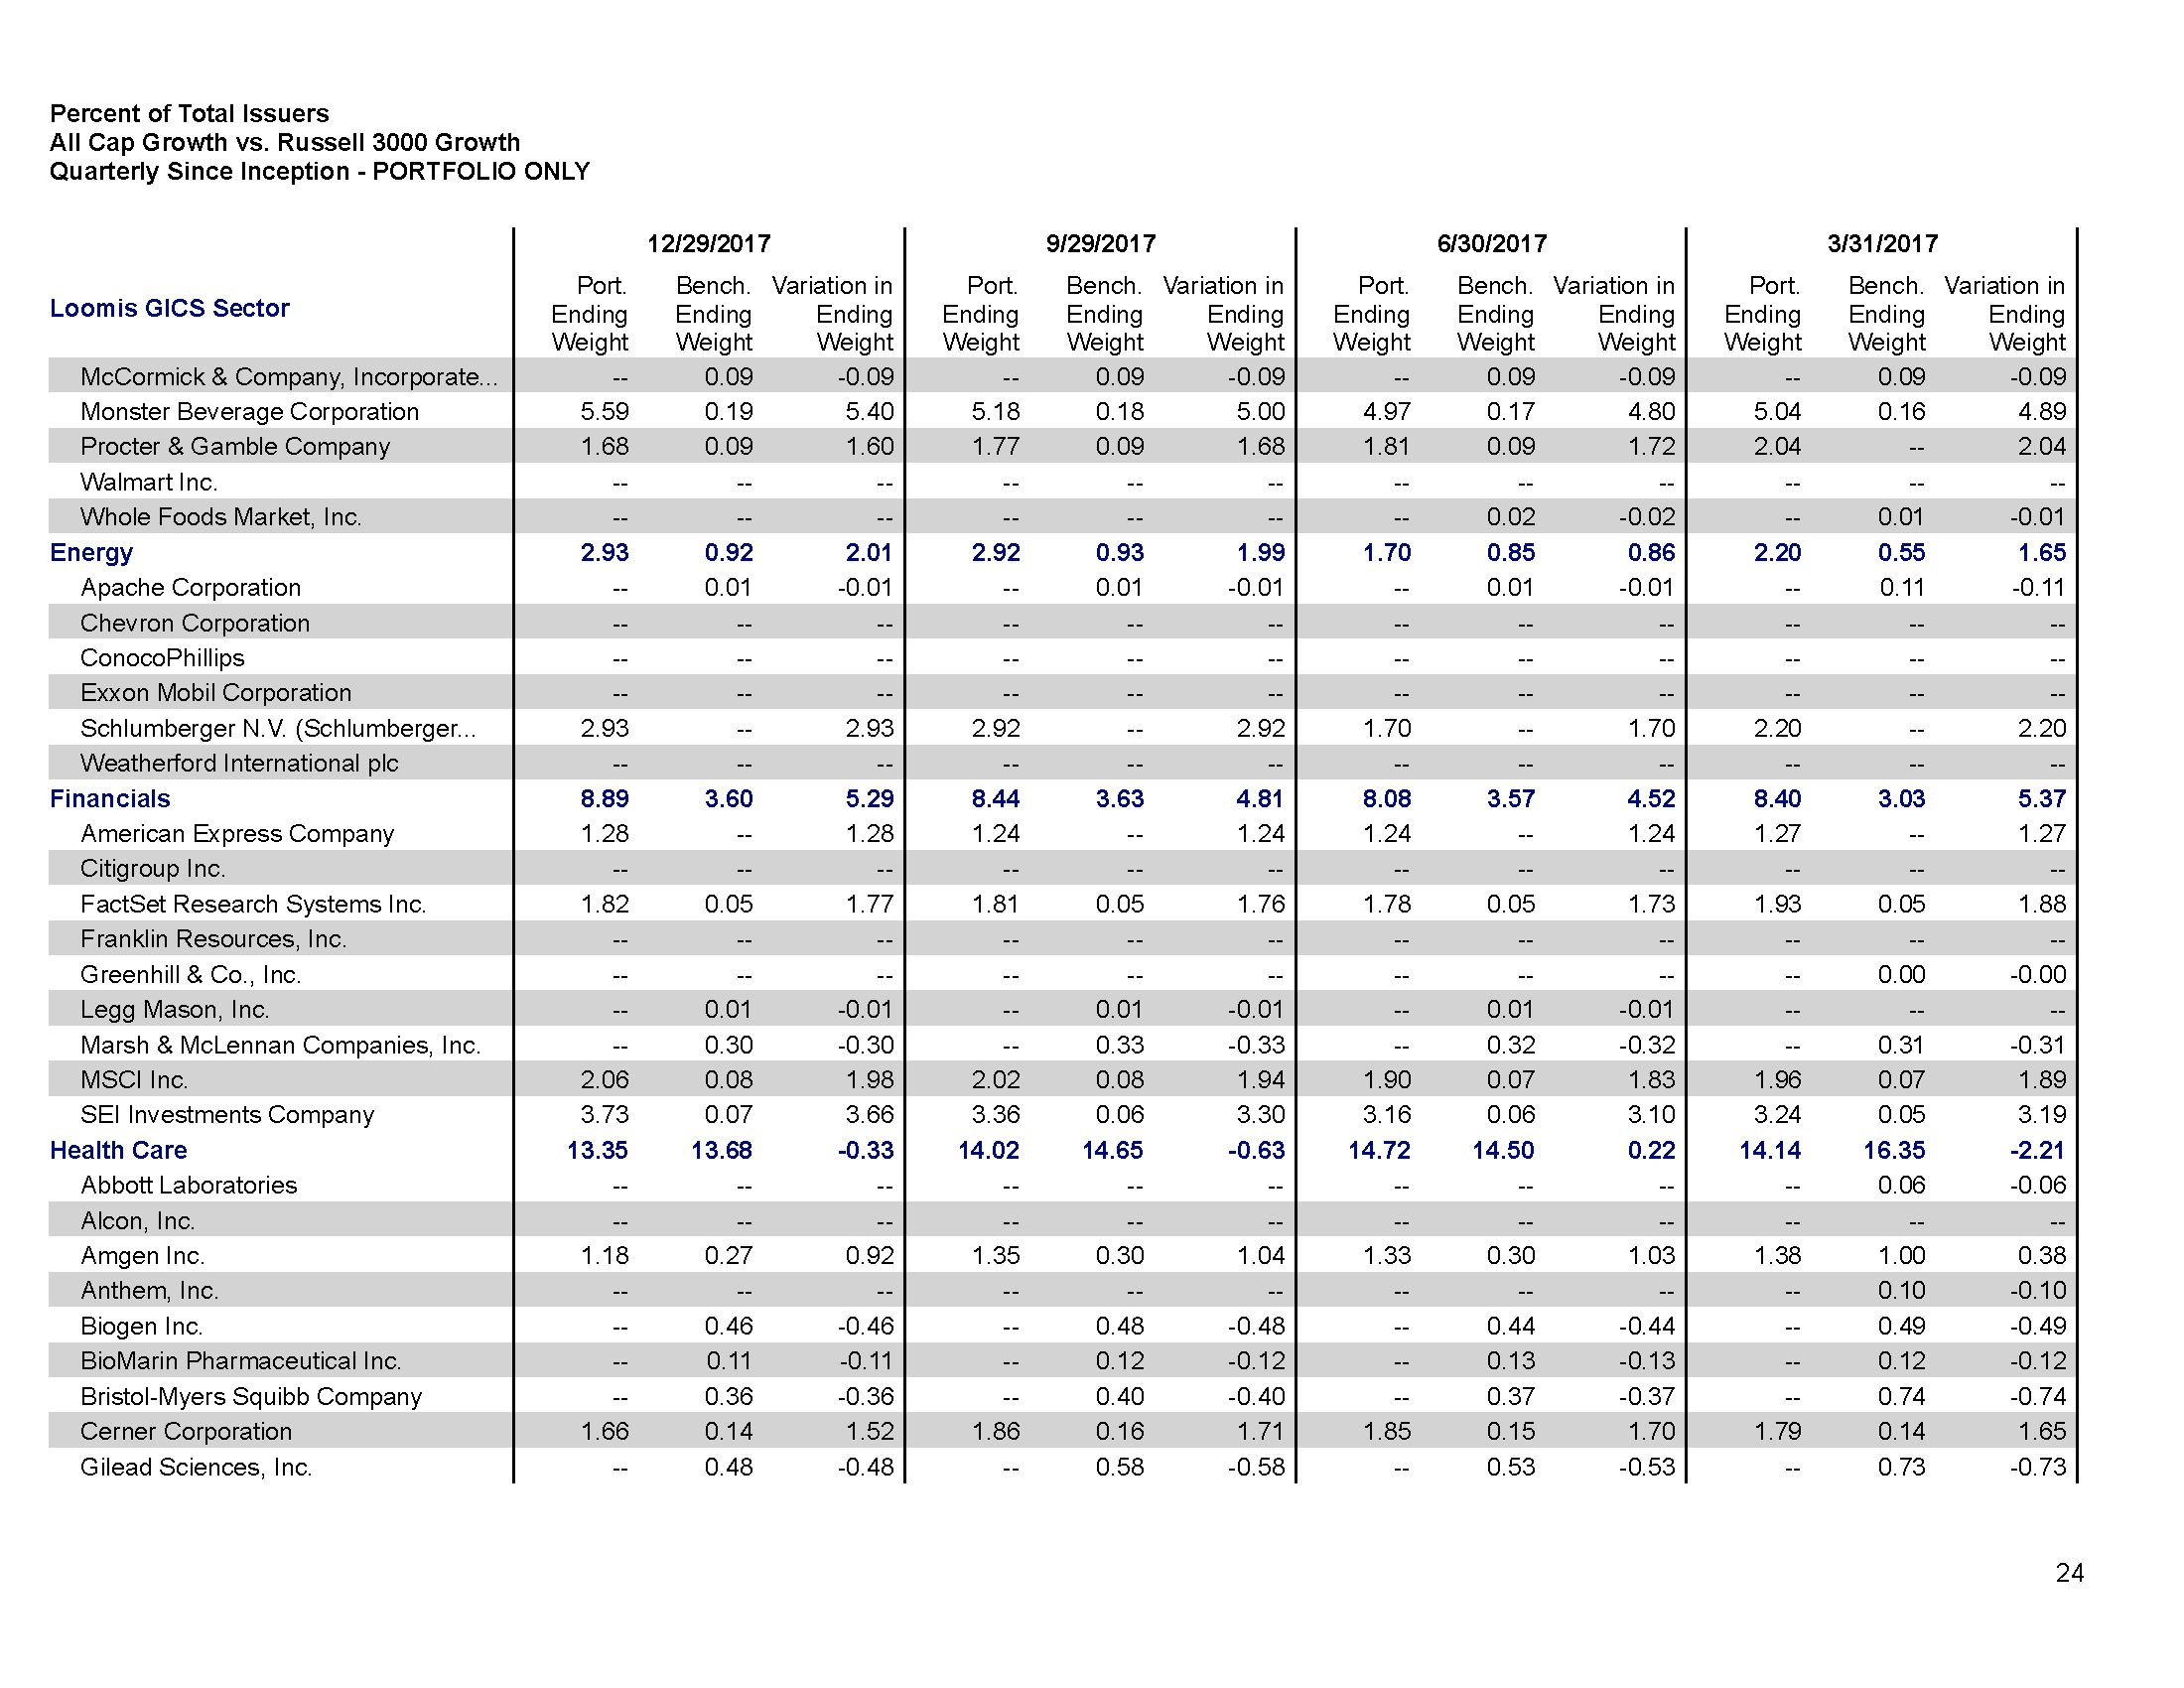 Percent of Total Issuers
All Cap Growth vs. Russell 3000 Growth
Quarterly Since Inception - PORTFOLIO ONLY
12/29/2017 9/29/2017 6/30/2017 3/31/2017
Loomis GICS Sector
Port. Bench. Variation in Port. Bench. Variation in Port. Bench. Variation in Port. Bench. Variation in
Ending Ending Ending Ending Ending Ending Ending Ending Ending Ending Ending Ending
Weight Weight Weight Weight Weight Weight Weight Weight Weight Weight Weight Weight
McCormick & Company, Incorporate... -- 0.09 -0.09 -- 0.09 -0.09 -- 0.09 -0.09 -- 0.09 -0.09
Monster Beverage Corporation 5.59 0.19 5.40 5.18 0.18 5.00 4.97 0.17 4.80 5.04 0.16 4.89
Procter & Gamble Company 1.68 0.09 1.60 1.77 0.09 1.68 1.81 0.09 1.72 2.04 -- 2.04
Walmart Inc. -- -- -- -- -- -- -- -- -- -- -- --
Whole Foods Market, Inc. -- -- -- -- -- -- -- 0.02 -0.02 -- 0.01 -0.01
Energy 2.93 0.92 2.01 2.92 0.93 1.99 1.70 0.85 0.86 2.20 0.55 1.65
Apache Corporation -- 0.01 -0.01 -- 0.01 -0.01 -- 0.01 -0.01 -- 0.11 -0.11
Chevron Corporation -- -- -- -- -- -- -- -- -- -- -- --
ConocoPhillips -- -- -- -- -- -- -- -- -- -- -- --
Exxon Mobil Corporation -- -- -- -- -- -- -- -- -- -- -- --
Schlumberger N.V. (Schlumberger... 2.93 -- 2.93 2.92 -- 2.92 1.70 -- 1.70 2.20 -- 2.20
Weatherford International plc -- -- -- -- -- -- -- -- -- -- -- --
Financials 8.89 3.60 5.29 8.44 3.63 4.81 8.08 3.57 4.52 8.40 3.03 5.37
American Express Company 1.28 -- 1.28 1.24 -- 1.24 1.24 -- 1.24 1.27 -- 1.27
Citigroup Inc. -- -- -- -- -- -- -- -- -- -- -- --
FactSet Research Systems Inc. 1.82 0.05 1.77 1.81 0.05 1.76 1.78 0.05 1.73 1.93 0.05 1.88
Franklin Resources, Inc. -- -- -- -- -- -- -- -- -- -- -- --
Greenhill & Co., Inc. -- -- -- -- -- -- -- -- -- -- 0.00 -0.00
Legg Mason, Inc. -- 0.01 -0.01 -- 0.01 -0.01 -- 0.01 -0.01 -- -- --
Marsh & McLennan Companies, Inc. -- 0.30 -0.30 -- 0.33 -0.33 -- 0.32 -0.32 -- 0.31 -0.31
MSCI Inc. 2.06 0.08 1.98 2.02 0.08 1.94 1.90 0.07 1.83 1.96 0.07 1.89
SEI Investments Company 3.73 0.07 3.66 3.36 0.06 3.30 3.16 0.06 3.10 3.24 0.05 3.19
Health Care 13.35 13.68 -0.33 14.02 14.65 -0.63 14.72 14.50 0.22 14.14 16.35 -2.21
Abbott Laboratories -- -- -- -- -- -- -- -- -- -- 0.06 -0.06
Alcon, Inc. -- -- -- -- -- -- -- -- -- -- -- --
Amgen Inc. 1.18 0.27 0.92 1.35 0.30 1.04 1.33 0.30 1.03 1.38 1.00 0.38
Anthem, Inc. -- -- -- -- -- -- -- -- -- -- 0.10 -0.10
Biogen Inc. -- 0.46 -0.46 -- 0.48 -0.48 -- 0.44 -0.44 -- 0.49 -0.49
BioMarin Pharmaceutical Inc. -- 0.11 -0.11 -- 0.12 -0.12 -- 0.13 -0.13 -- 0.12 -0.12
Bristol-Myers Squibb Company -- 0.36 -0.36 -- 0.40 -0.40 -- 0.37 -0.37 -- 0.74 -0.74
Cerner Corporation 1.66 0.14 1.52 1.86 0.16 1.71 1.85 0.15 1.70 1.79 0.14 1.65
Gilead Sciences, Inc. -- 0.48 -0.48 -- 0.58 -0.58 -- 0.53 -0.53 -- 0.73 -0.73
24